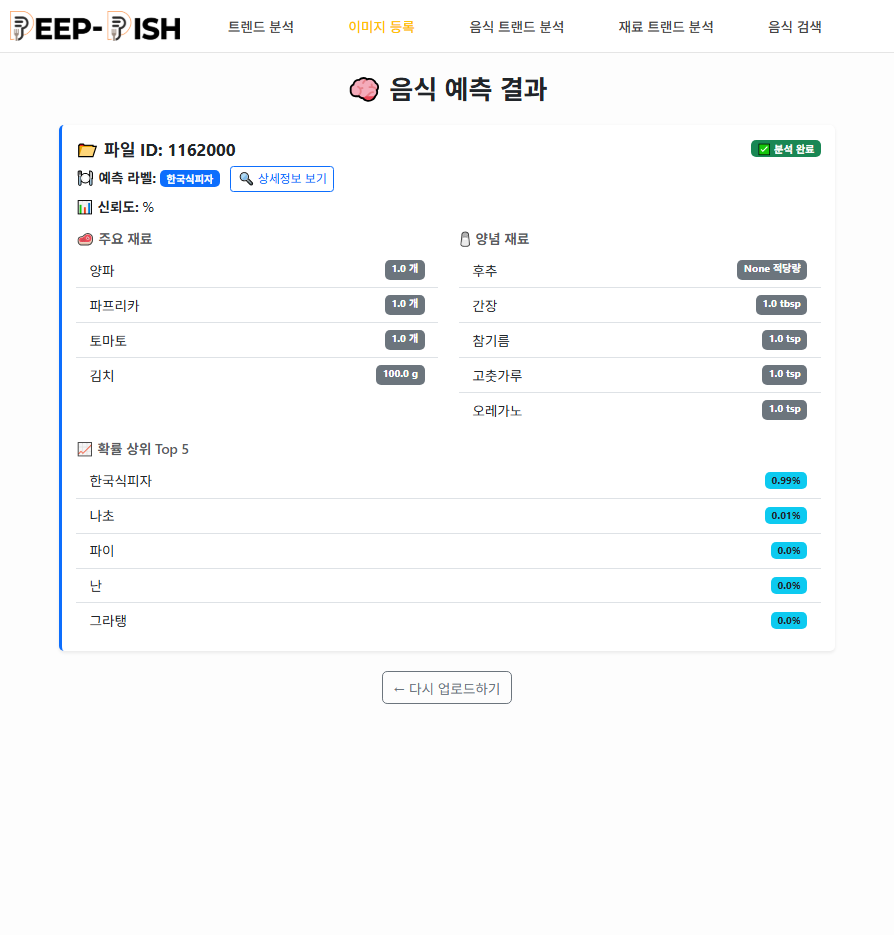 DEEP-DISH 트렌드 분석 이미지 등록 음식 트랜드 분석 재료 트랜드 분석 음식 검색
🧠 음식 예측 결과
📂 파일 ID: 1162000 ✅ 분석 완료
🍽 예측 라벨: 한국식피자 🔍 상세정보 보기
📊 신뢰도: %
🥩 주요 재료
양파 1.0 개
파프리카 1.0 개
토마토 1.0 개
김치 100.0 g
🧂 양념 재료
후추 None 적당량
간장 1.0 tbsp
참기름 1.0 tsp
고춧가루 1.0 tsp
오레가노 1.0 tsp
📈 확률 상위 Top 5
한국식피자 0.99%
나초 0.01%
파이 0.0%
난 0.0%
그라탱 0.0%
← 다시 업로드하기